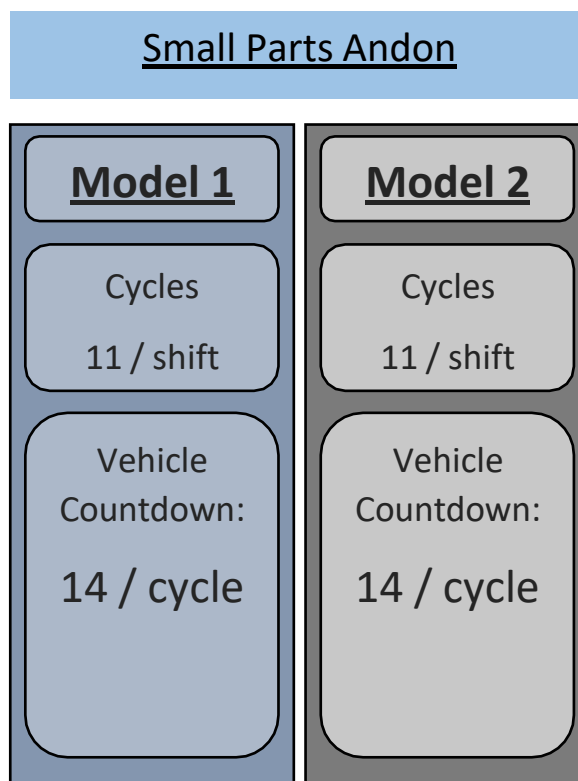 Small Parts Andon
Model 1
Cycles
11 / shift
Vehicle
Countdown:
14 / cycle
Model 2
Cycles
11 / shift
Vehicle
Countdown:
14 / cycle